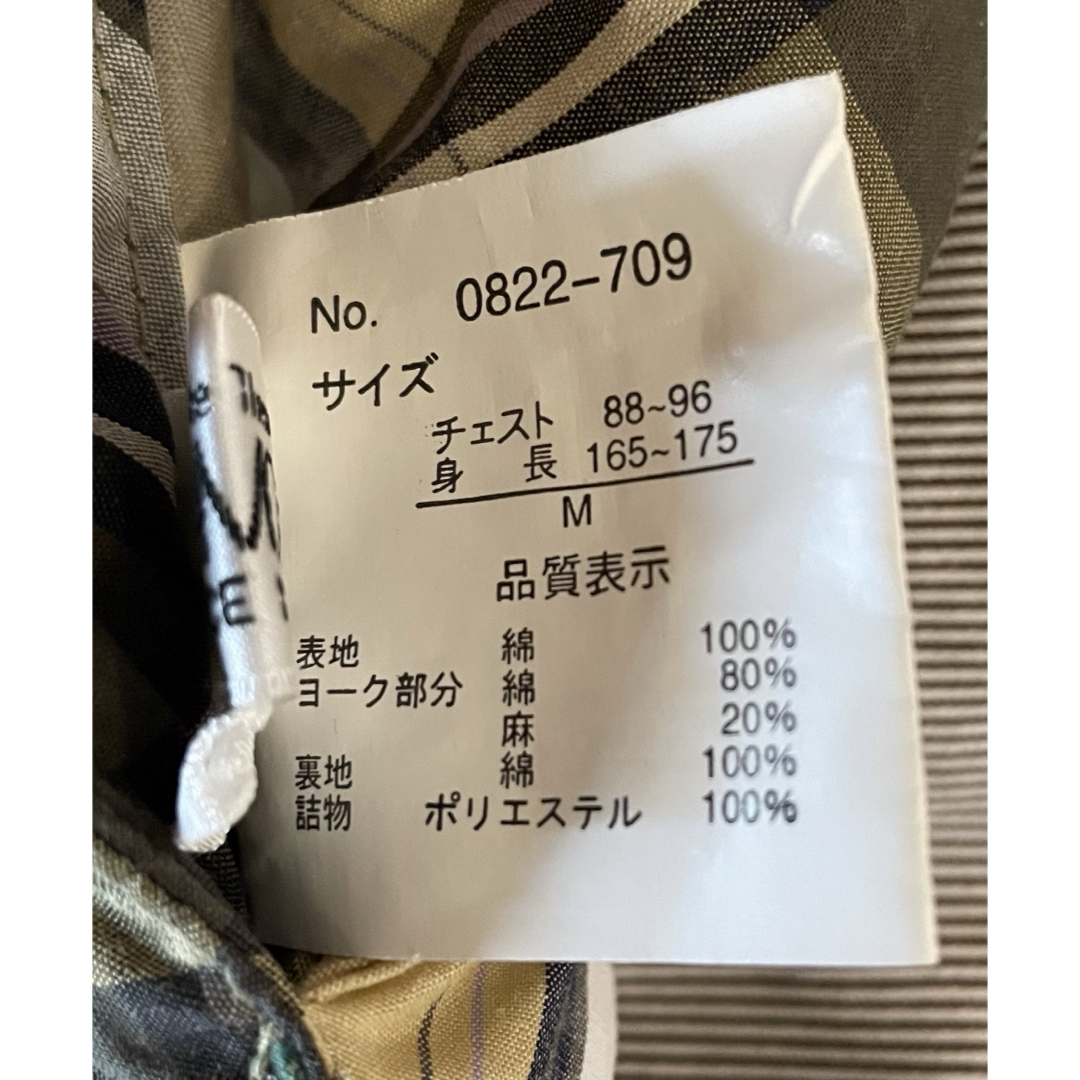 No. 0822-709
サイズ
チェスト 88~96
身 長 165~175
M
品質表示
表地 綿 100%
ヨーク部分 綿 80%
麻 20%
裏地 綿 100%
詰物 ポリエステル 100%